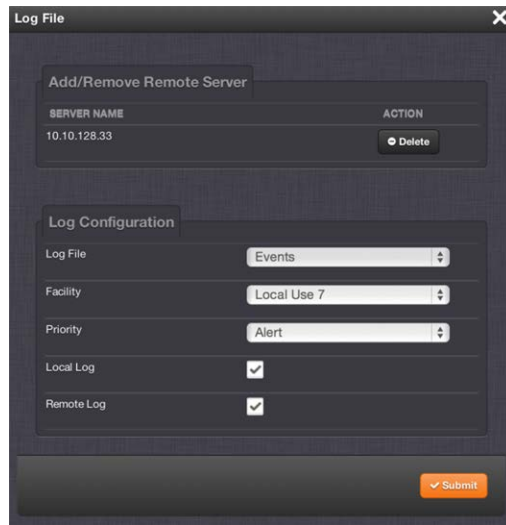 Log File
Add/Remove Remote Server
SERVER NAME ACTION
10.10.128.33 Delete
Log Configuration
Log File Events
Facility Local Use 7
Priority Alert
Local Log
Remote Log
Submit